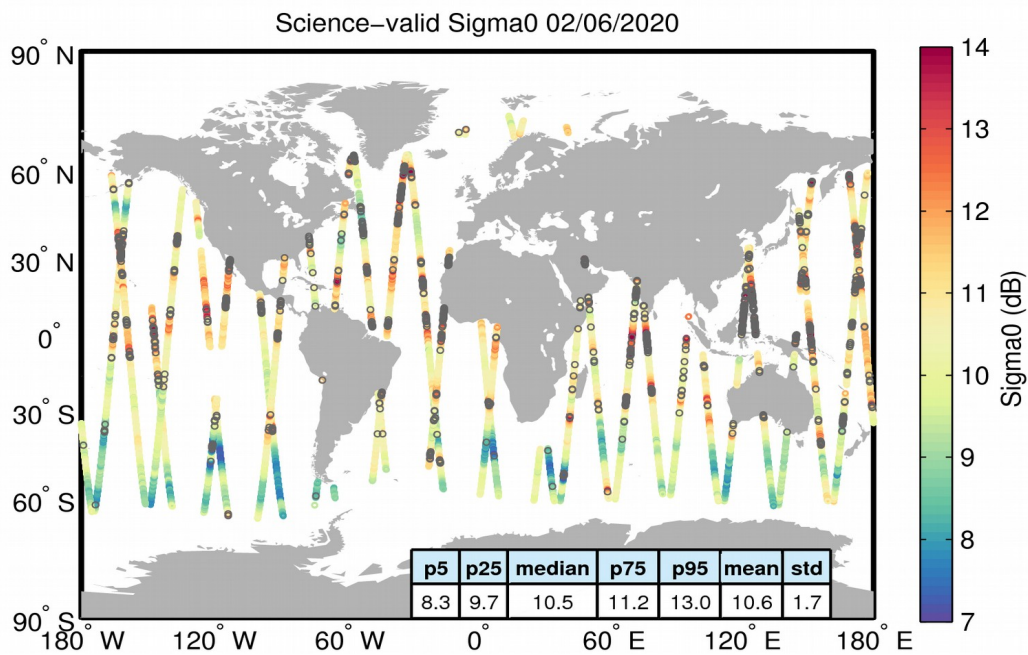 Science−valid Sigma0 02/06/2020
90° N
60° N
30° N
0°
30° S
60° S
90° S
180° W
120° W
60° W
0°
60° E
120° E
180° E
14
13
12
11
10
9
8
7
Sigma0 (dB)
p5 p25 median p75 p95 mean std
8.3 9.7 10.5 11.2 13.0 10.6 1.7